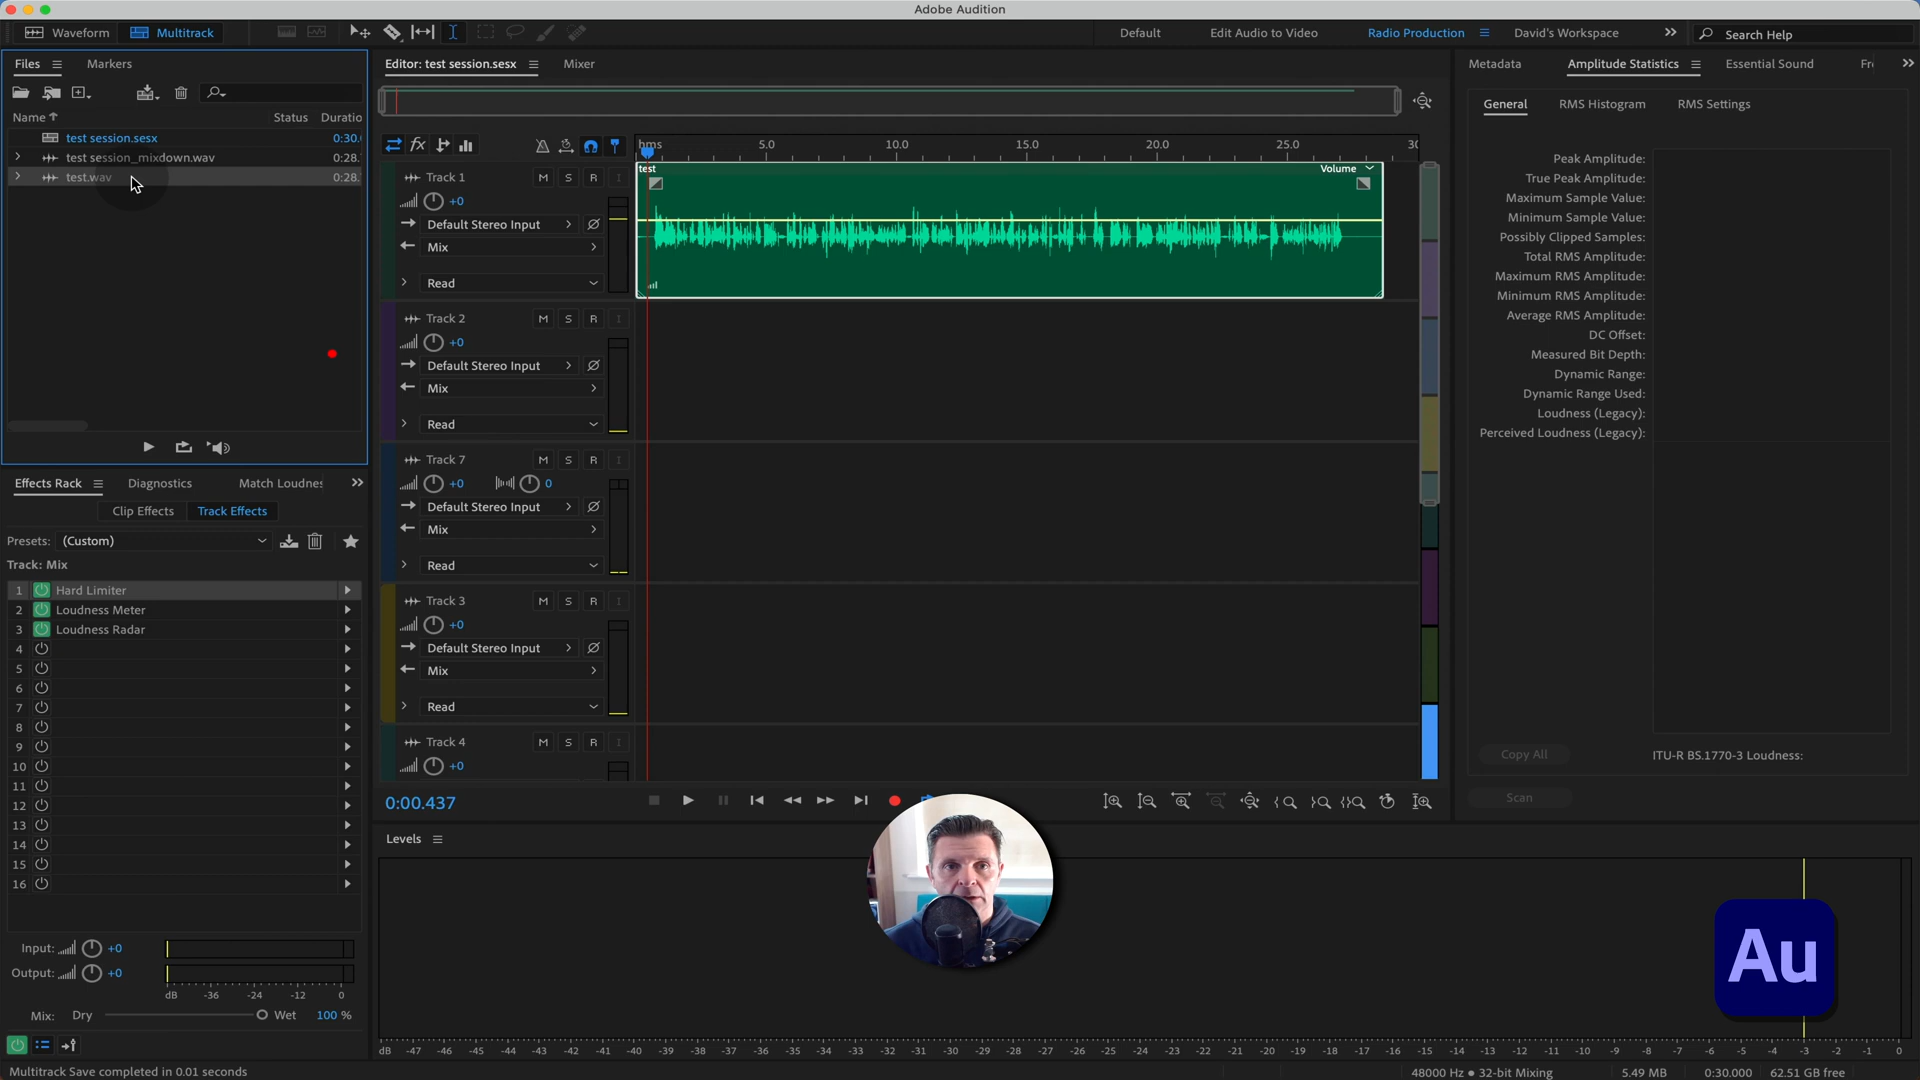 Adobe Audition
Waveform Multitrack Default Edit Audio to Video Radio Production David's Workspace Search Help
Files Markers
Name Status Duratio
test session.sesx 0:30.
test session_mixdown.wav 0:28.
test.wav 0:28.
Effects Rack Diagnostics Match Loudnes
Clip Effects Track Effects
Presets: (Custom)
Track: Mix
1 Hard Limiter
2 Loudness Meter
3 Loudness Radar
4
5
6
7
8
9
10
11
12
13
14
15
16
Input: +0
Output: +0
dB -36 -24 -12 0
Mix: Dry Wet 100 %
Multitrack Save completed in 0.01 seconds
Editor: test session.sesx Mixer
fx
hms 5.0 10.0 15.0 20.0 25.0 30
Track 1 M S R I
+0
Default Stereo Input
Mix
Read
test Volume
Track 2 M S R I
+0
Default Stereo Input
Mix
Read
Track 7 M S R I
+0 0
Default Stereo Input
Mix
Read
Track 3 M S R I
+0
Default Stereo Input
Mix
Read
Track 4 M S R I
+0
0:00.437
Levels
dB -47 -46 -45 -44 -43 -42 -41 -40 -39 -38 -37 -36 -35 -34 -33 -32 -31 -30 -29 -28 -27 -26 -25 -24 -23 -22 -21 -20 -19 -18 -17 -16 -15 -14 -13 -12 -11 -10 -9 -8 -7 -6 -5 -4 -3 -2 -1 0
Metadata Amplitude Statistics Essential Sound Fr
General RMS Histogram RMS Settings
Peak Amplitude:
True Peak Amplitude:
Maximum Sample Value:
Minimum Sample Value:
Possibly Clipped Samples:
Total RMS Amplitude:
Maximum RMS Amplitude:
Minimum RMS Amplitude:
Average RMS Amplitude:
DC Offset:
Measured Bit Depth:
Dynamic Range:
Dynamic Range Used:
Loudness (Legacy):
Perceived Loudness (Legacy):
Copy All ITU-R BS.1770-3 Loudness:
Scan
Au
48000 Hz ● 32-bit Mixing 5.49 MB 0:30.000 62.51 GB free